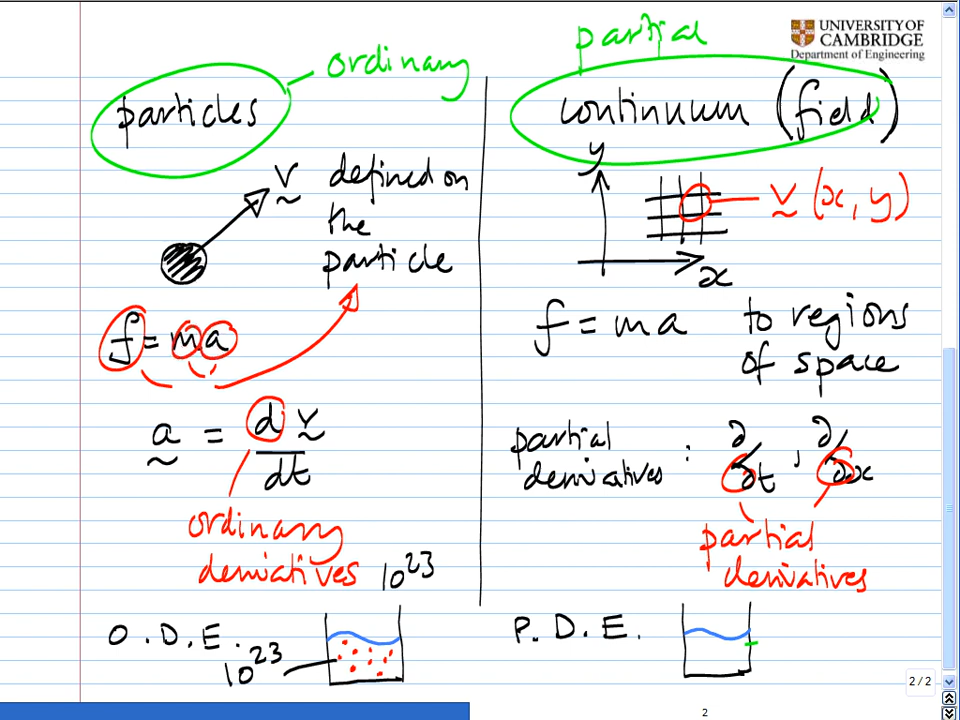 UNIVERSITY OF
CAMBRIDGE
Department of Engineering
ordinary
particles
v defined on
the
particle
f = ma
a = dv
dt
ordinary
derivatives
10^23
O.D.E.
10^23
partial
continuum (field)
y
x
v (x, y)
f = ma to regions
of space
partial
derivatives : ∂/∂t , ∂/∂x
partial
derivatives
P.D.E.
2 / 2
2